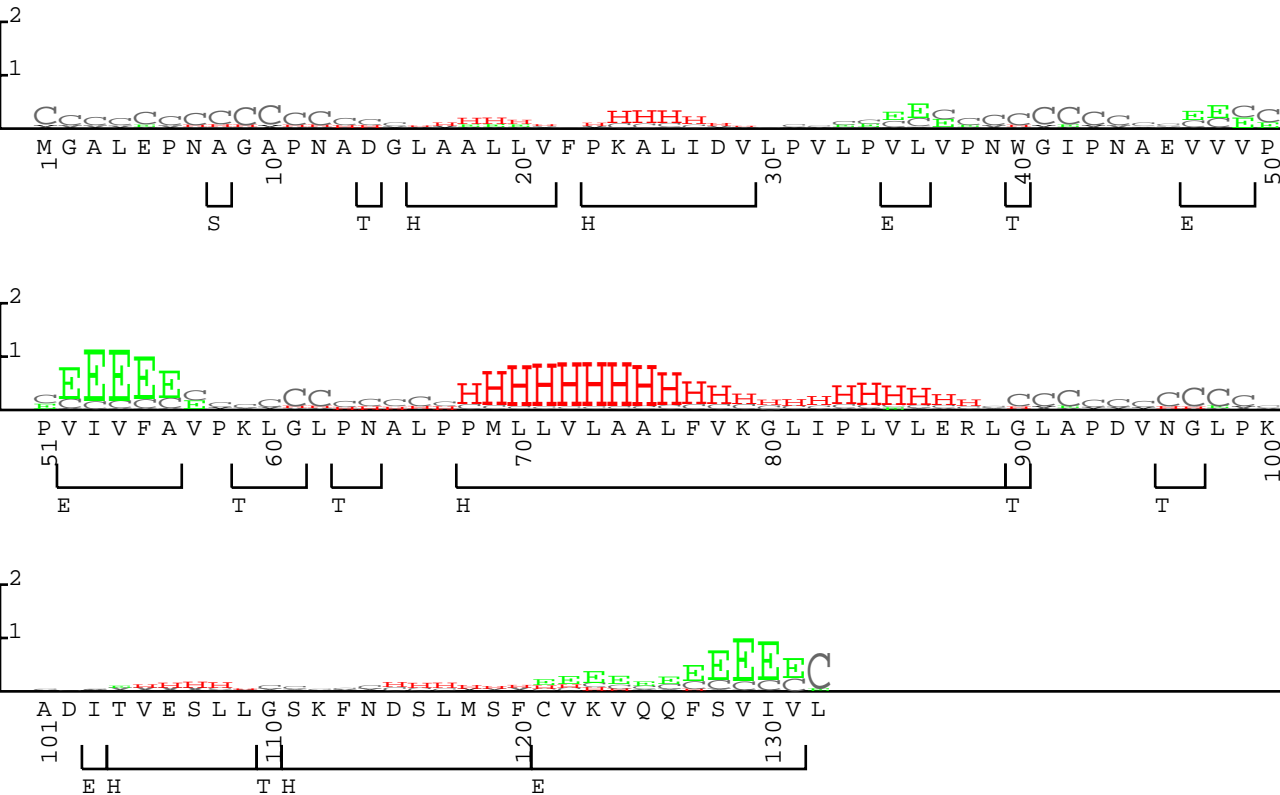 2
1
C C C C C C C C C C C C H H H H H H H E E C C C C C C C E E C C
M G A L E P N A G A P N A D G L A A L L V F P K A L I D V L P V L P V L V P N W G I P N A E V V V P
1 10 20 30 40 50
S T H H E T E
2
1
C E E E E E C C C C C C H H H H H H H H H H H H H H H H H H C C C C C C C
P V I V F A V P K L G L P N A L P P M L L V L A A L F V K G L I P L V L E R L G L A P D V N G L P K
51 60 70 80 90 100
E T T H T T
2
1
H H H H H H E E E E E E E E E E E C
A D I T V E S L L G S K F N D S L M S F C V K V Q Q F S V I V L
101 110 120 130
E H T H E